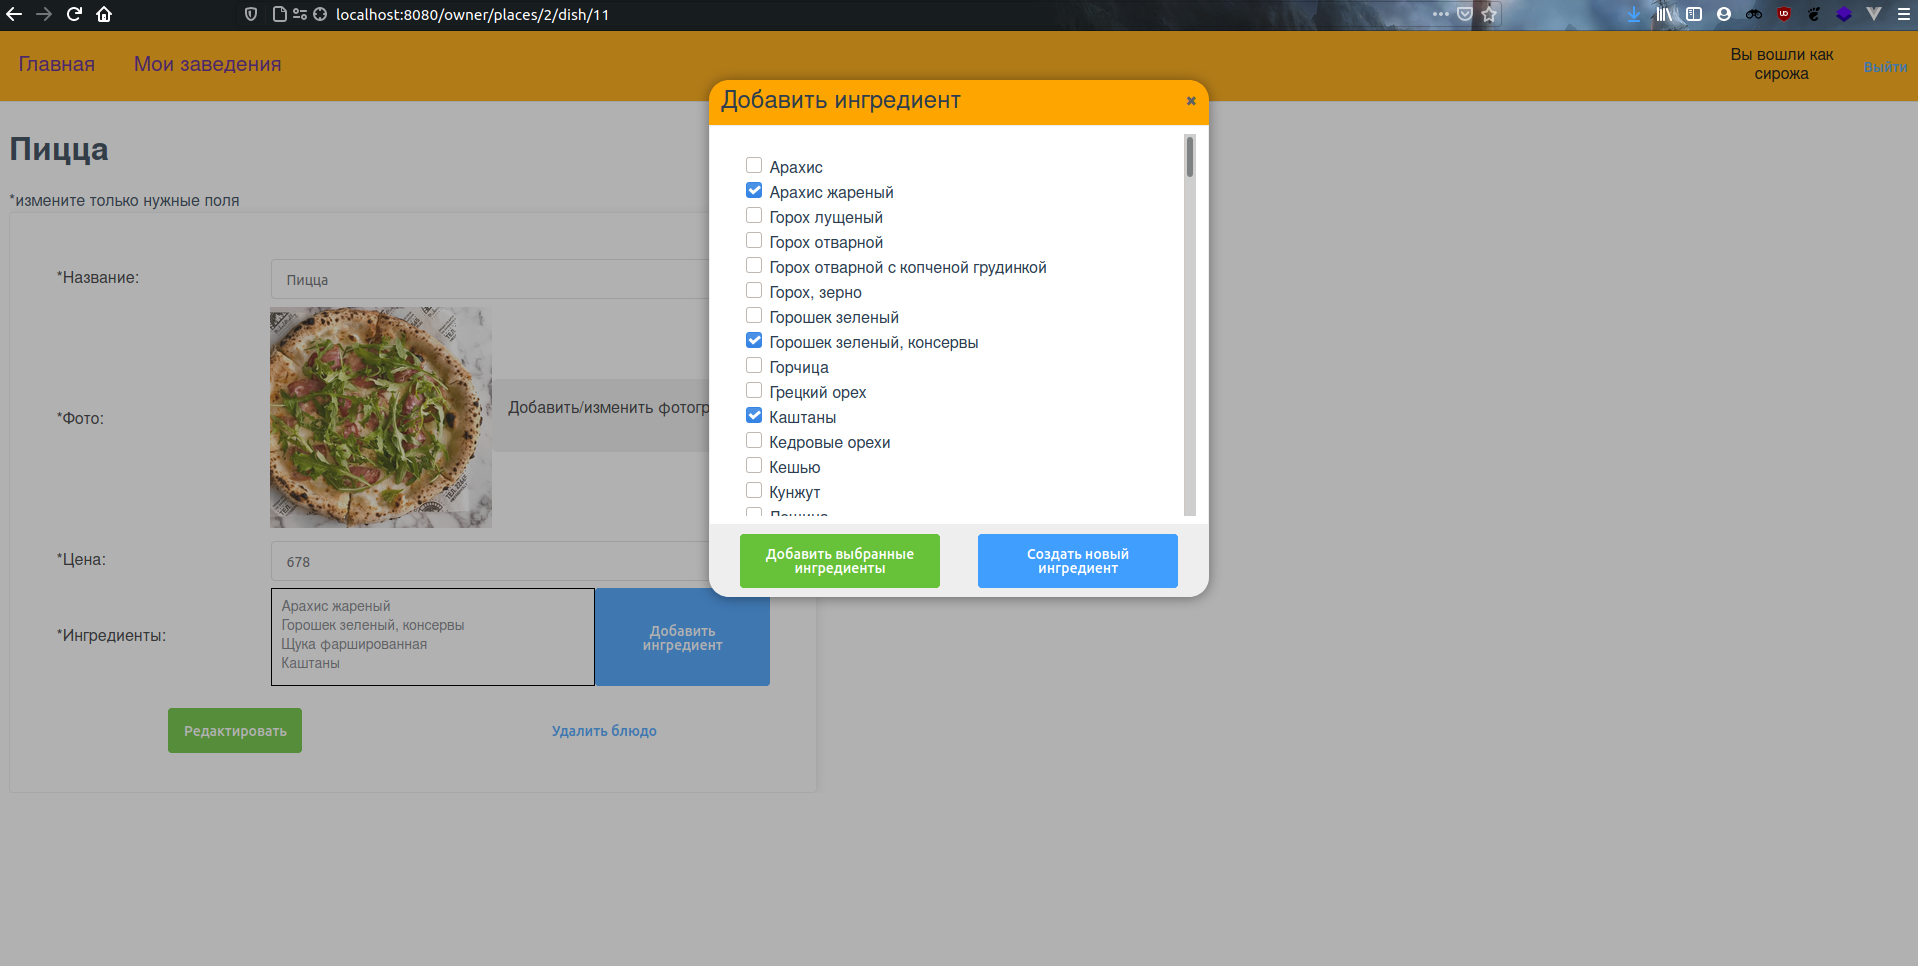 localhost:8080/owner/places/2/dish/11
Главная
Мои заведения
Вы вошли как
сирожа
Выйти
Пицца
*измените только нужные поля
*Название:
Пицца
*Фото:
Добавить/изменить фотогр
*Цена:
678
*Ингредиенты:
Арахис жареный
Горошек зеленый, консервы
Щука фаршированная
Каштаны
Добавить
ингредиент
Редактировать
Удалить блюдо
Добавить ингредиент
Арахис
Арахис жареный
Горох лущеный
Горох отварной
Горох отварной с копченой грудинкой
Горох, зерно
Горошек зеленый
Горошек зеленый, консервы
Горчица
Грецкий орех
Каштаны
Кедровые орехи
Кешью
Кунжут
Добавить выбранные
ингредиенты
Создать новый
ингредиент